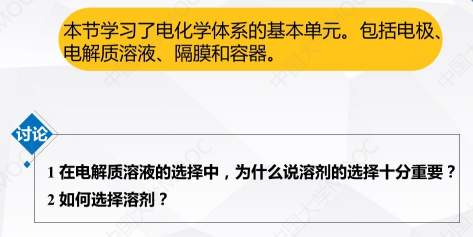 本节学习了电化学体系的基本单元。包括电极、
电解质溶液、隔膜和容器。
讨论
1 在电解质溶液的选择中，为什么说溶剂的选择十分重要？
2 如何选择溶剂？